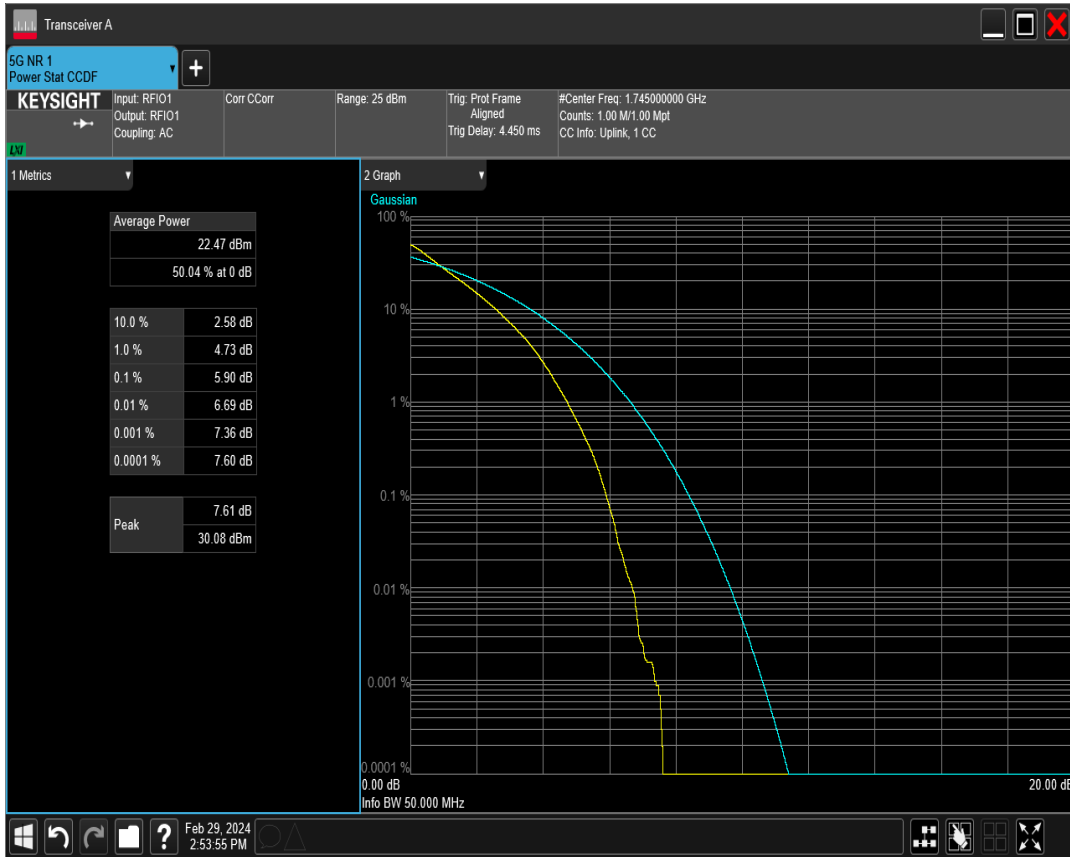 Transceiver A
5G NR 1
Power Stat CCDF
KEYSIGHT
LXI
Input: RFIO1
Output: RFIO1
Coupling: AC
Corr CCorr
Range: 25 dBm
Trig: Prot Frame
Aligned
Trig Delay: 4.450 ms
#Center Freq: 1.745000000 GHz
Counts: 1.00 M/1.00 Mpt
CC Info: Uplink, 1 CC
1 Metrics
Average Power
22.47 dBm
50.04 % at 0 dB
10.0 % 2.58 dB
1.0 % 4.73 dB
0.1 % 5.90 dB
0.01 % 6.69 dB
0.001 % 7.36 dB
0.0001 % 7.60 dB
Peak 7.61 dB
30.08 dBm
2 Graph
Gaussian
100 %
10 %
1 %
0.1 %
0.01 %
0.001 %
0.0001 %
0.00 dB 20.00 dB
Info BW 50.000 MHz
Feb 29, 2024
2:53:55 PM